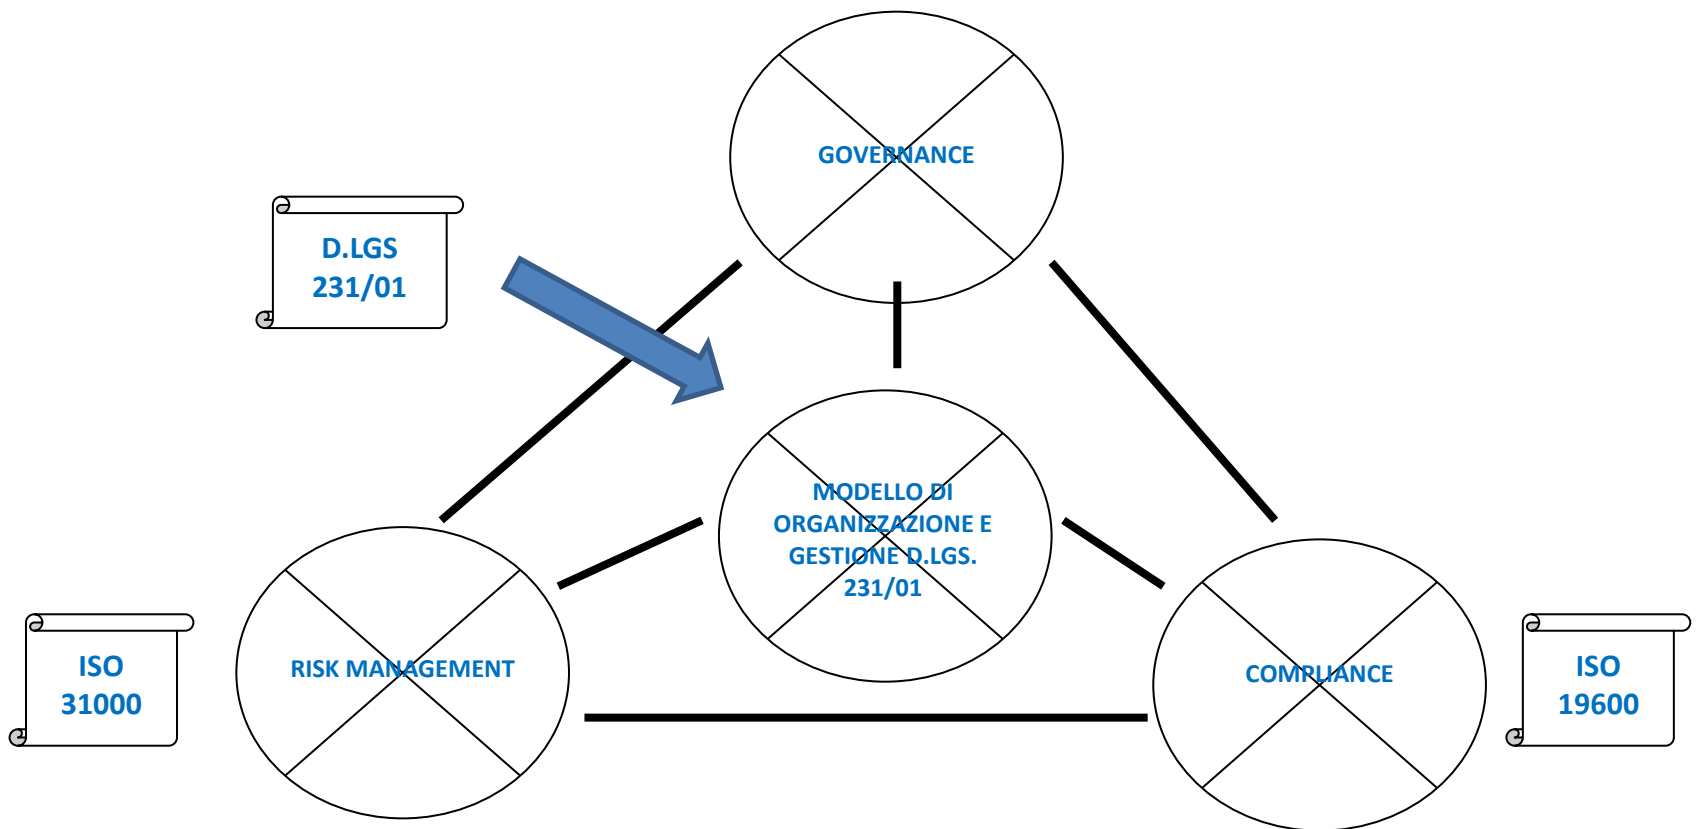 GOVERNANCE
D.LGS
231/01
MODELLO DI
ORGANIZZAZIONE E
GESTIONE D.LGS.
231/01
RISK MANAGEMENT
COMPLIANCE
ISO
31000
ISO
19600